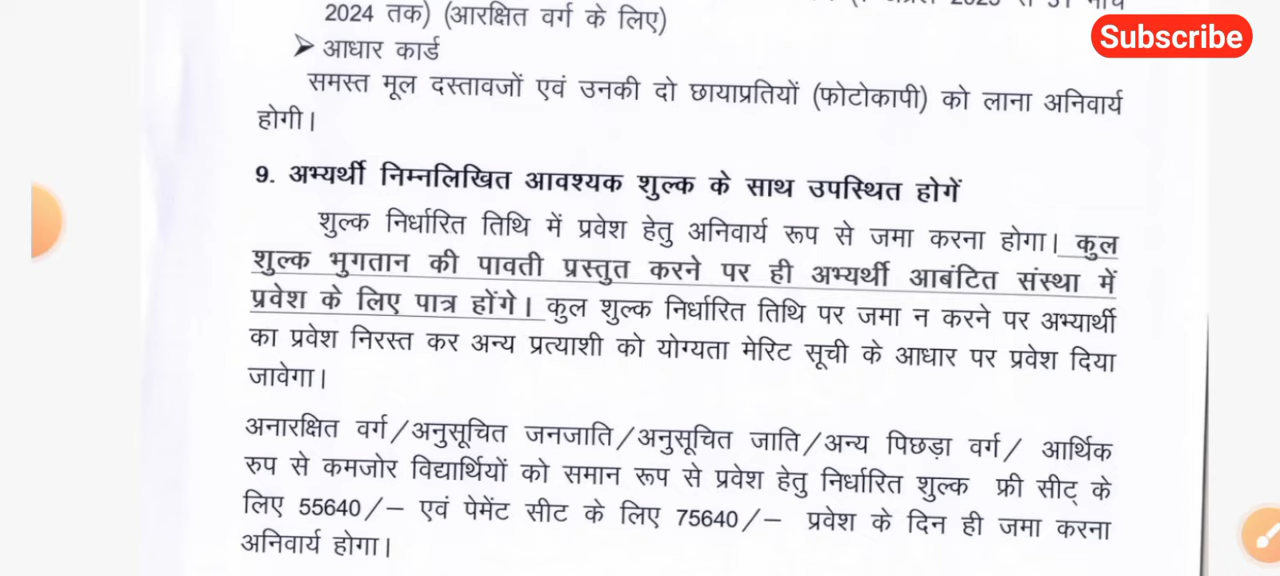 2024 तक) (आरक्षित वर्ग के लिए)
Subscribe
➤ आधार कार्ड
समस्त मूल दस्तावजों एवं उनकी दो छायाप्रतियों (फोटोकापी) को लाना अनिवार्य
होगी।
9. अभ्यर्थी निम्नलिखित आवश्यक शुल्क के साथ उपस्थित होगें
शुल्क निर्धारित तिथि में प्रवेश हेतु अनिवार्य रूप से जमा करना होगा। कुल
शुल्क भुगतान की पावती प्रस्तुत करने पर ही अभ्यर्थी आबंटित संस्था में
प्रवेश के लिए पात्र होंगे। कुल शुल्क निर्धारित तिथि पर जमा न करने पर अभ्यार्थी
का प्रवेश निरस्त कर अन्य प्रत्याशी को योग्यता मेरिट सूची के आधार पर प्रवेश दिया
जावेगा।
अनारक्षित वर्ग/अनुसूचित जनजाति/अनुसूचित जाति/अन्य पिछड़ा वर्ग/ आर्थिक
रुप से कमजोर विद्यार्थियों को समान रूप से प्रवेश हेतु निर्धारित शुल्क फ्री सीट् के
लिए 55640/– एवं पेमेंट सीट के लिए 75640/– प्रवेश के दिन ही जमा करना
अनिवार्य होगा।